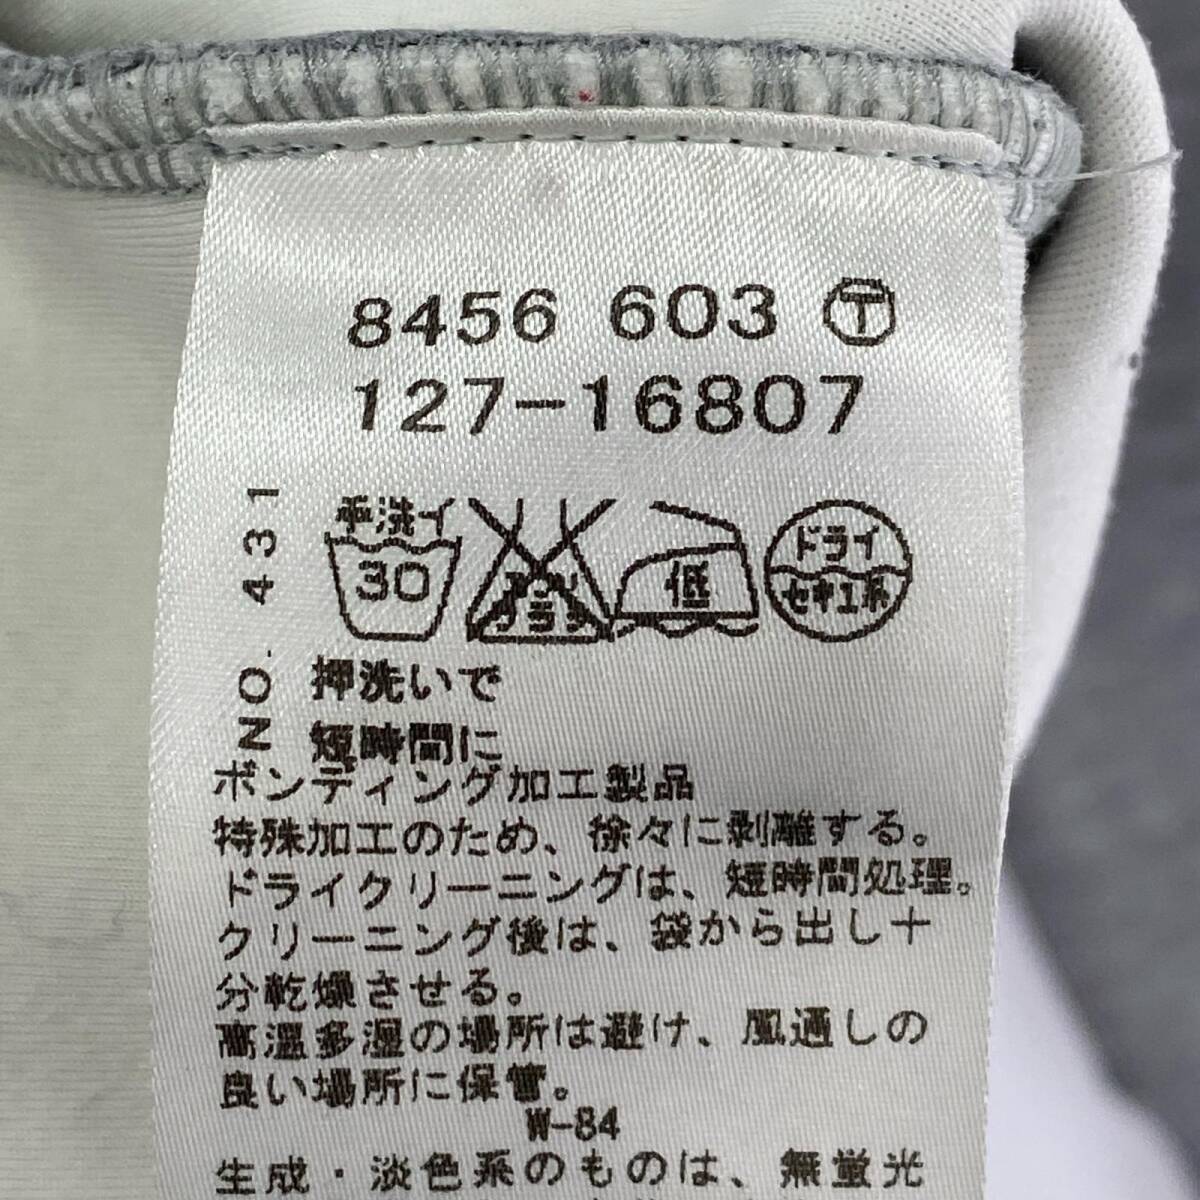 8456 603 Ⓣ
127-16807
NO. 431
手洗イ
30
エンソ
サラシ
低
ドライ
セキユ系
押洗いで
短時間に
ボンディング加工製品
特殊加工のため、徐々に剥離する。
ドライクリーニングは、短時間処理。
クリーニング後は、袋から出し十
分乾燥させる。
高温多湿の場所は避け、風通しの
良い場所に保管。
W-84
生成・淡色系のものは、無蛍光